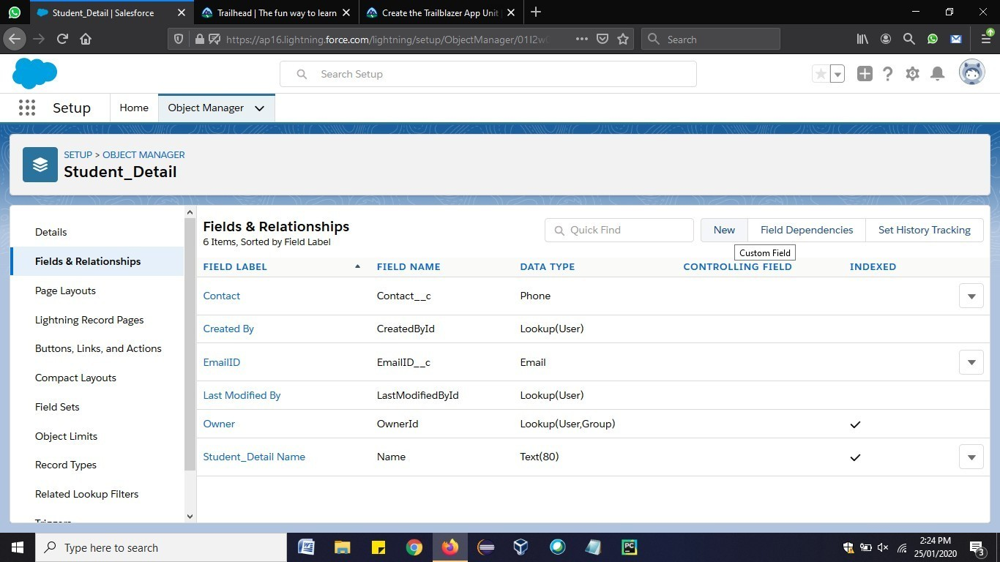 Student_Detail | Salesforce
Trailhead | The fun way to learn
Create the Trailblazer App Unit |
https://ap16.lightning.force.com/lightning/setup/ObjectManager/01I2w
Search
Search Setup
Setup
Home
Object Manager
SETUP > OBJECT MANAGER
Student_Detail
Details
Fields & Relationships
Page Layouts
Lightning Record Pages
Buttons, Links, and Actions
Compact Layouts
Field Sets
Object Limits
Record Types
Related Lookup Filters
Triggers
Fields & Relationships
6 Items, Sorted by Field Label
Quick Find
New
Field Dependencies
Set History Tracking
Custom Field
FIELD LABEL FIELD NAME DATA TYPE CONTROLLING FIELD INDEXED
Contact Contact__c Phone
Created By CreatedById Lookup(User)
EmailID EmailID__c Email
Last Modified By LastModifiedById Lookup(User)
Owner OwnerId Lookup(User,Group)
Student_Detail Name Name Text(80)
Type here to search
PC
2:24 PM
25/01/2020
3